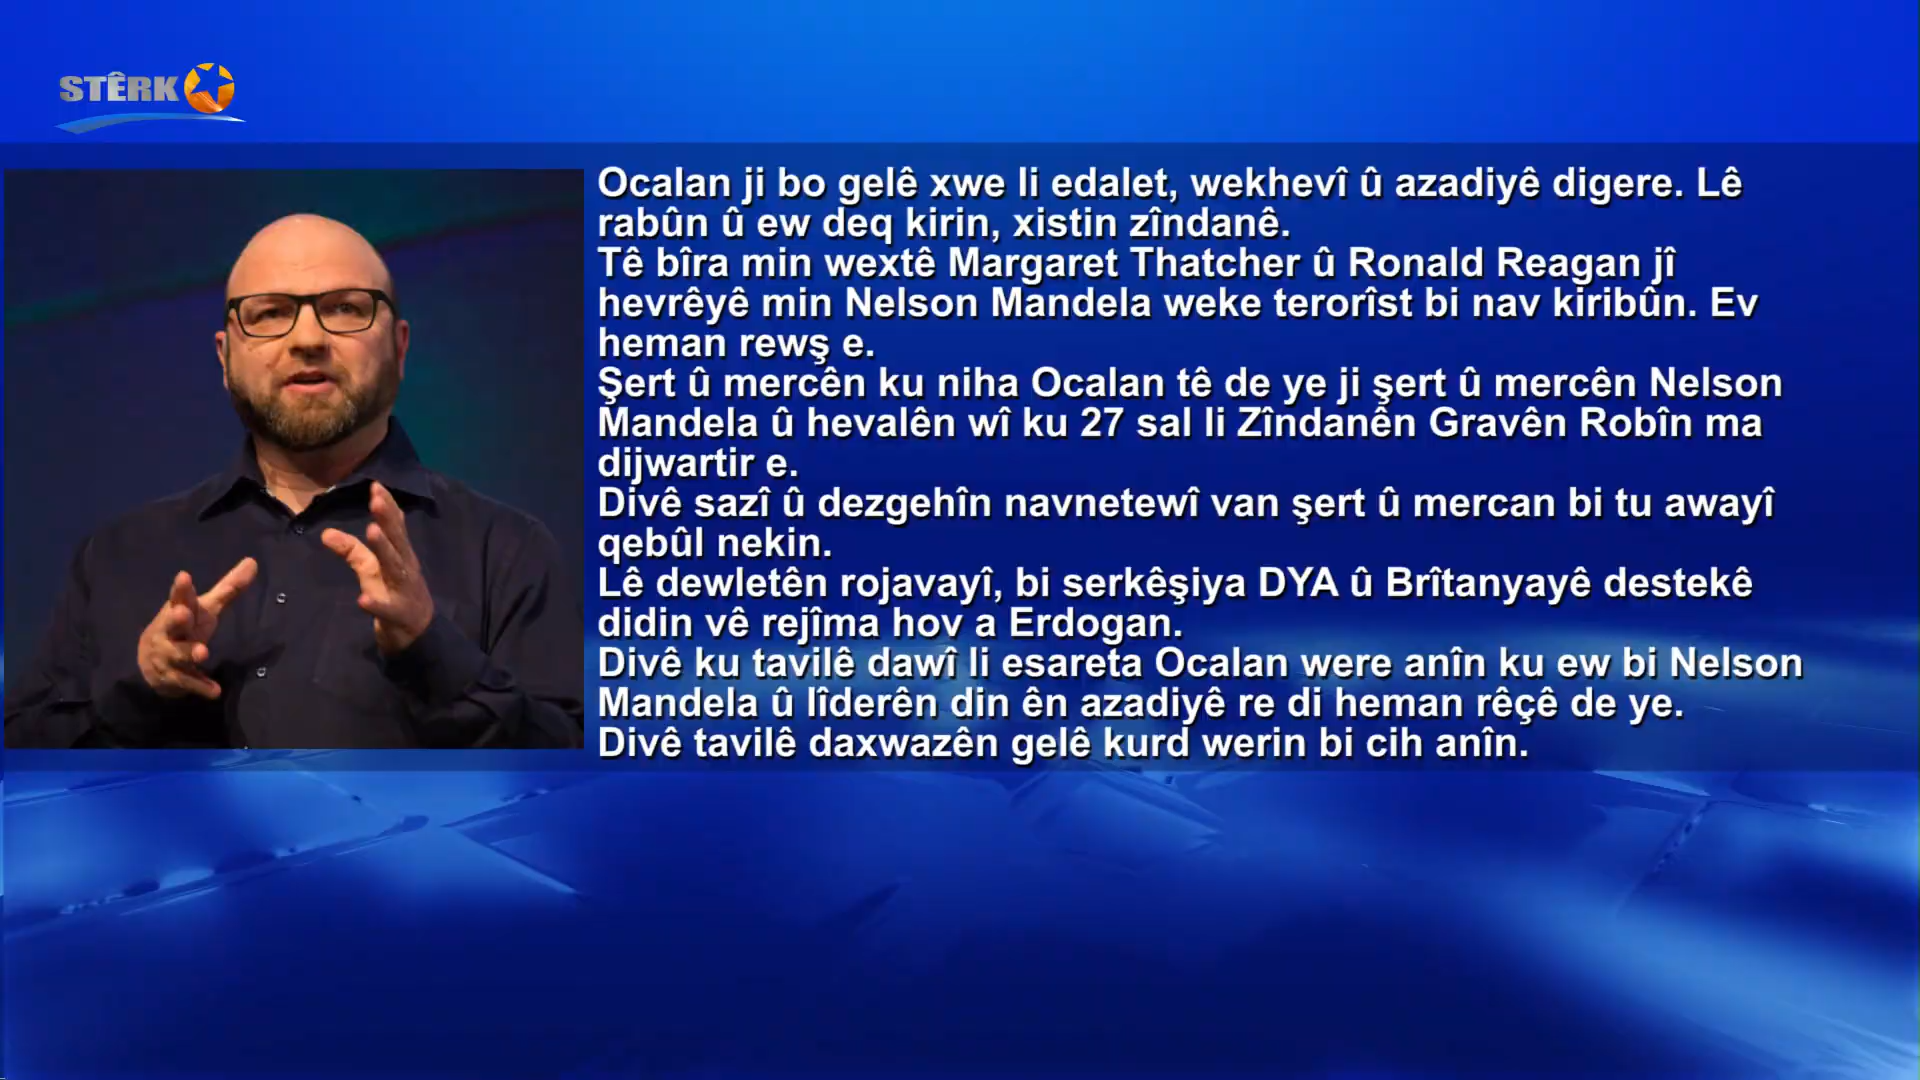 STÊRK
Ocalan ji bo gelê xwe li edalet, wekhevî û azadiyê digere. Lê
rabûn û ew deq kirin, xistin zîndanê.
Tê bîra min wextê Margaret Thatcher û Ronald Reagan jî
hevrêyê min Nelson Mandela weke terorîst bi nav kiribûn. Ev
heman rewş e.
Şert û mercên ku niha Ocalan tê de ye ji şert û mercên Nelson
Mandela û hevalên wî ku 27 sal li Zîndanên Gravên Robîn ma
dijwartir e.
Divê sazî û dezgehîn navnetewî van şert û mercan bi tu awayî
qebûl nekin.
Lê dewletên rojavayî, bi serkêşiya DYA û Brîtanyayê destekê
didin vê rejîma hov a Erdogan.
Divê ku tavilê dawî li esareta Ocalan were anîn ku ew bi Nelson
Mandela û lîderên din ên azadiyê re di heman rêçê de ye.
Divê tavilê daxwazên gelê kurd werin bi cih anîn.